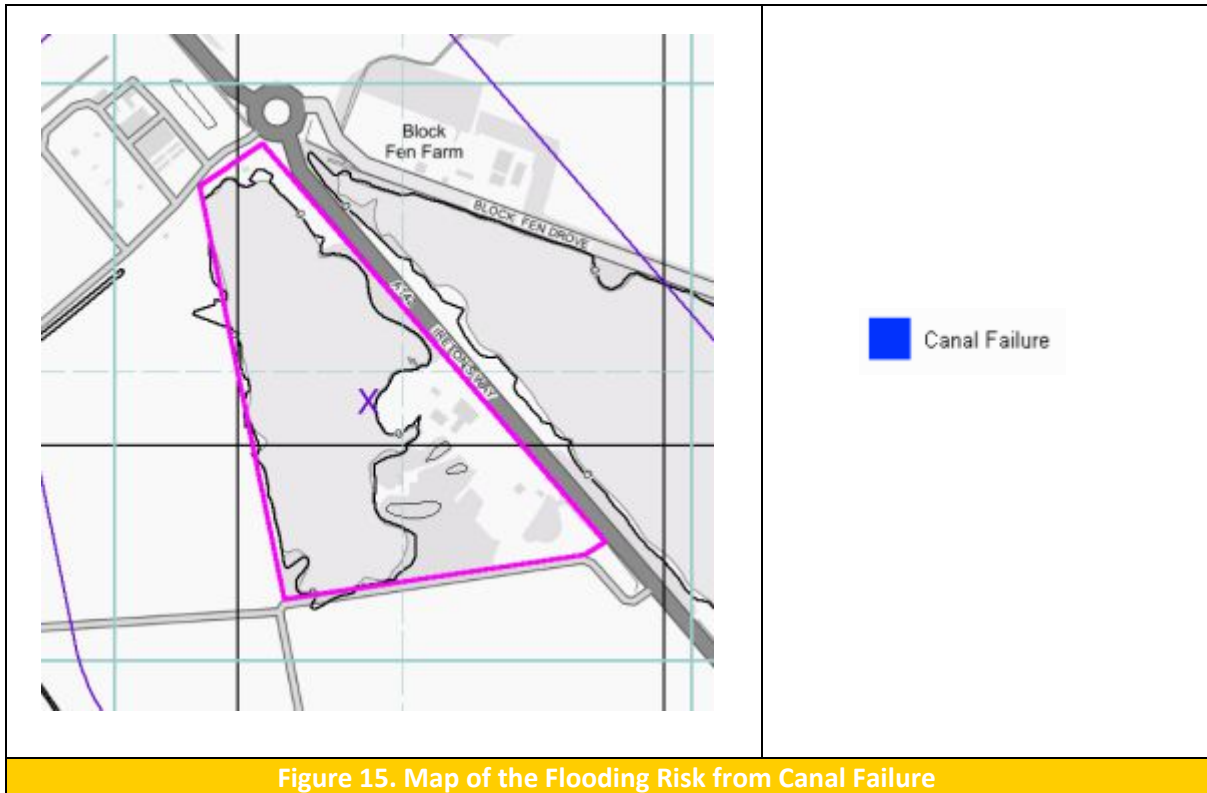 Block
Fen Farm
BLOCK FEN DROVE
A142
IRETON'S WAY
X
Canal Failure
Figure 15. Map of the Flooding Risk from Canal Failure